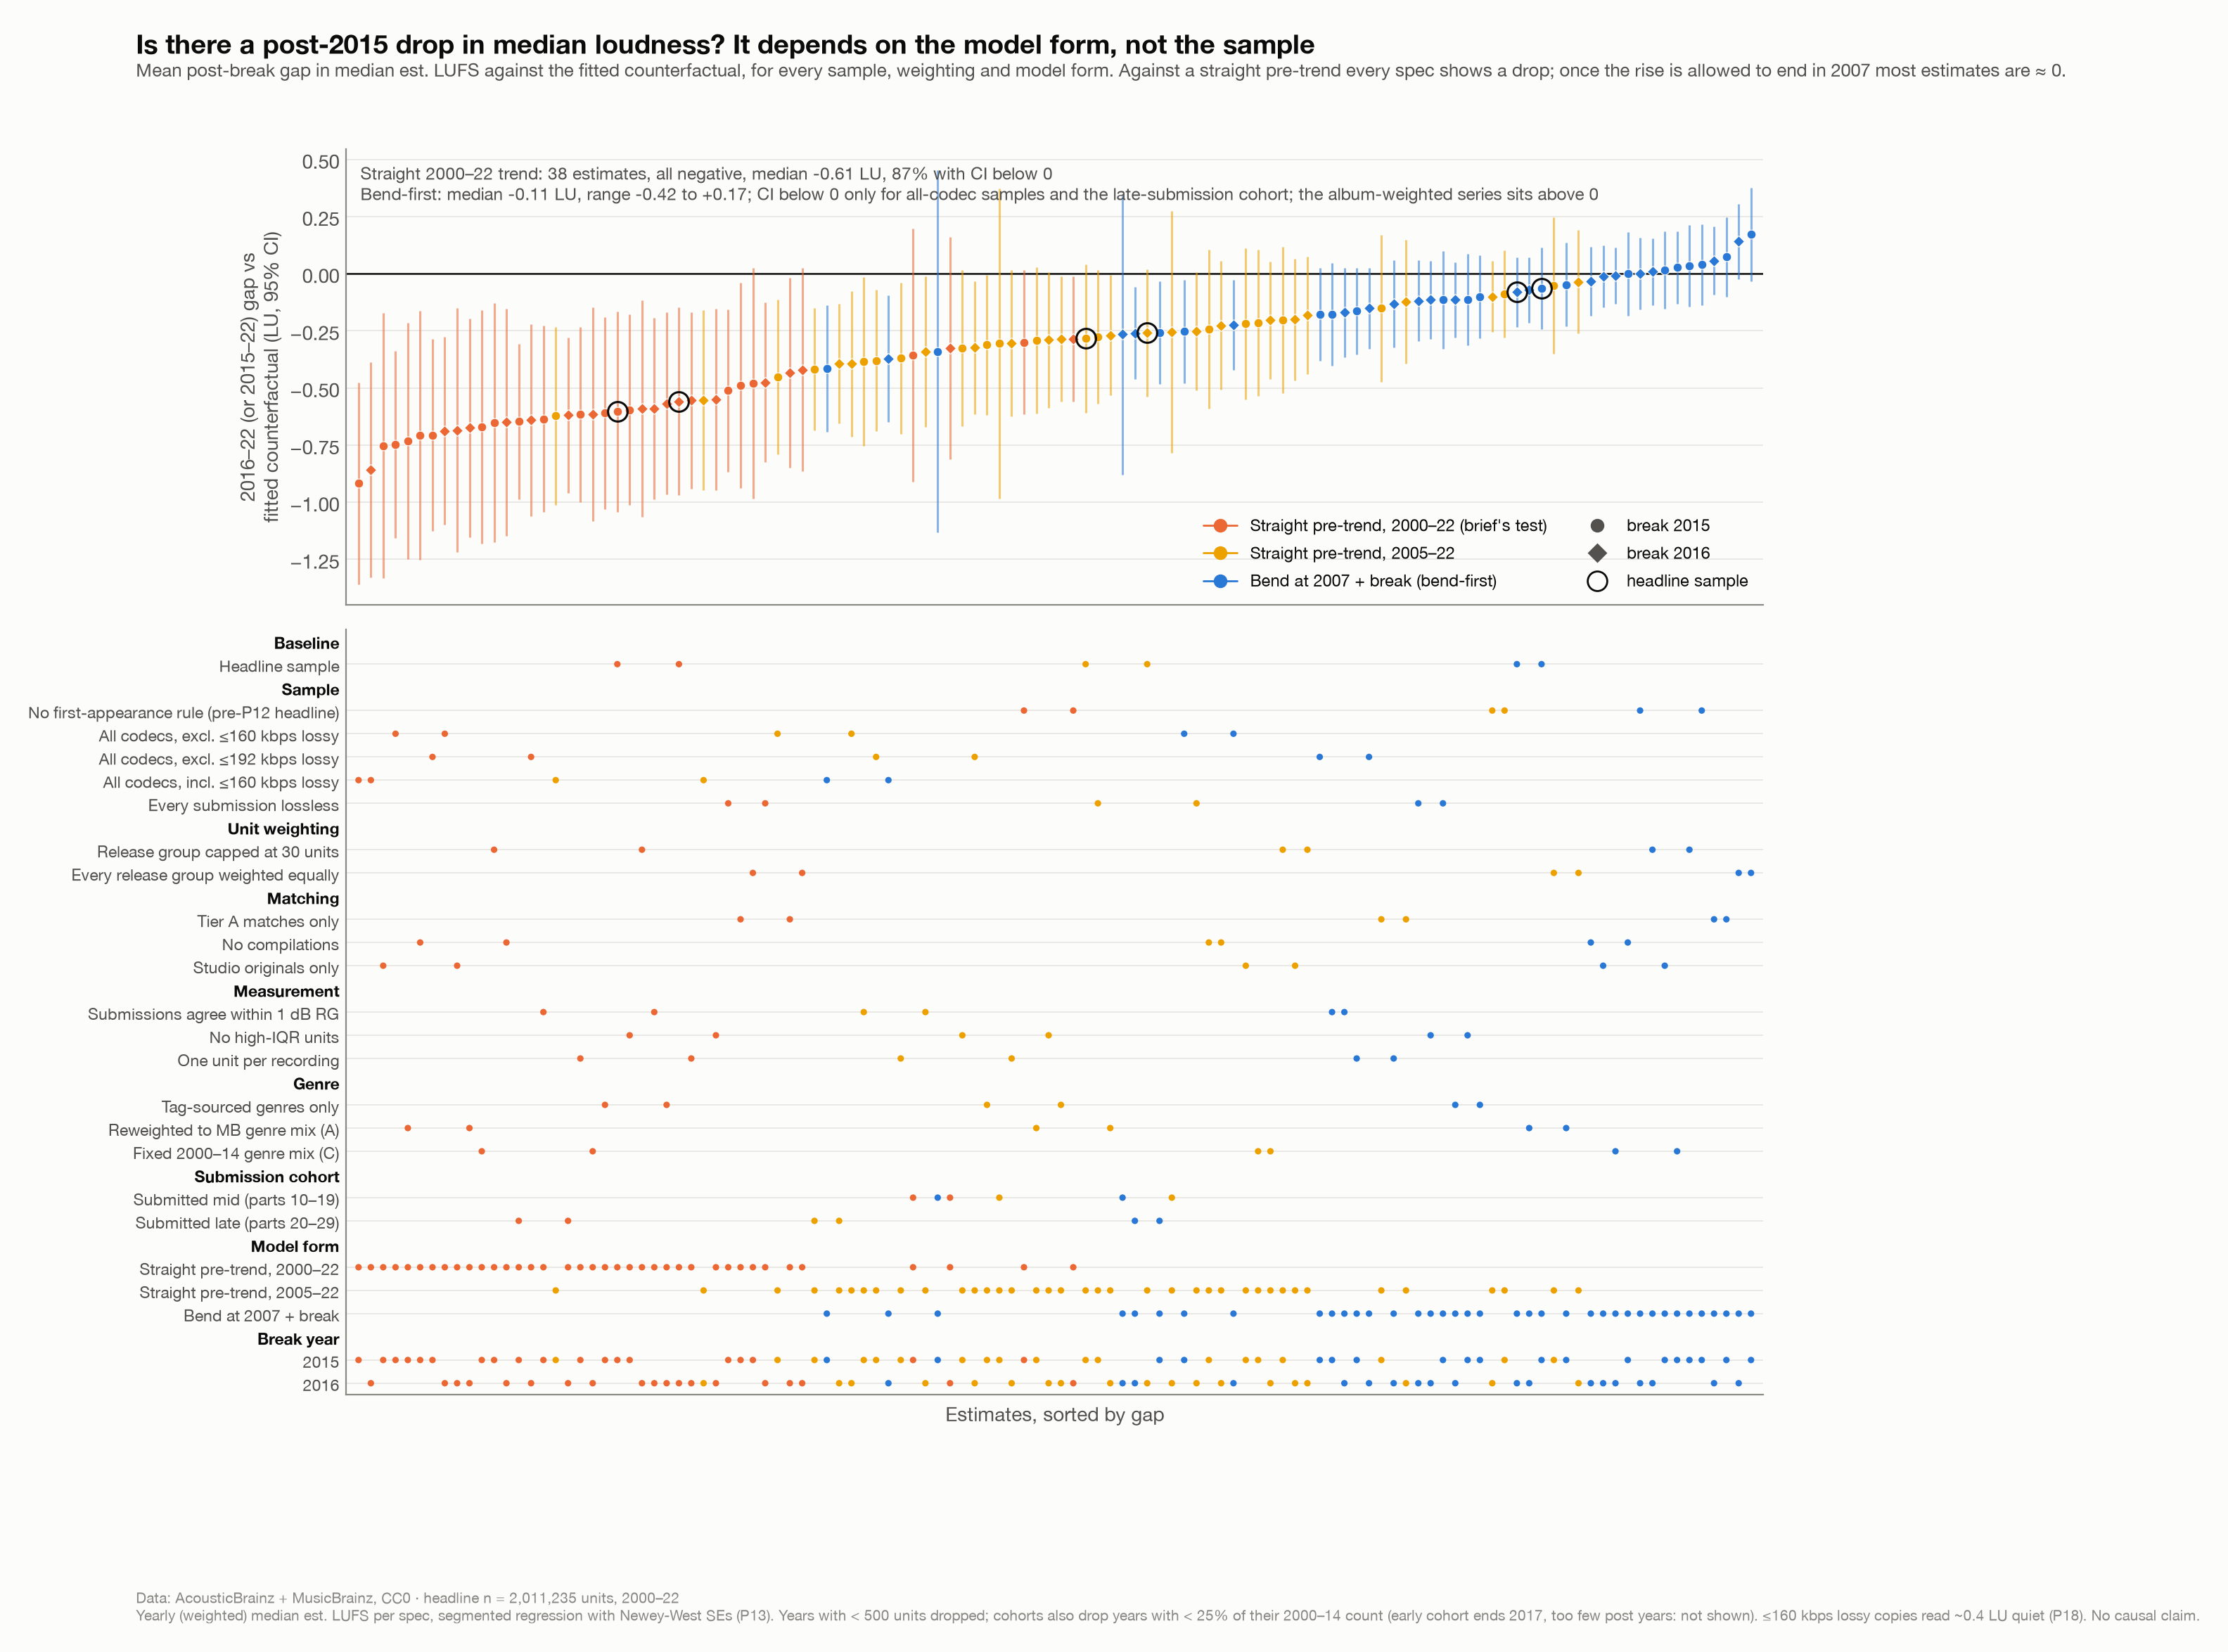 Is there a post-2015 drop in median loudness? It depends on the model form, not the sample
Mean post-break gap in median est. LUFS against the fitted counterfactual, for every sample, weighting and model form. Against a straight pre-trend every spec shows a drop; once the rise is allowed to end in 2007 most estimates are ≈ 0.
2016–22 (or 2015–22) gap vs
fitted counterfactual (LU, 95% CI)
0.50
0.25
0.00
−0.25
−0.50
−0.75
−1.00
−1.25
Straight 2000–22 trend: 38 estimates, all negative, median -0.61 LU, 87% with CI below 0
Bend-first: median -0.11 LU, range -0.42 to +0.17; CI below 0 only for all-codec samples and the late-submission cohort; the album-weighted series sits above 0
Straight pre-trend, 2000–22 (brief's test)
Straight pre-trend, 2005–22
Bend at 2007 + break (bend-first)
break 2015
break 2016
headline sample
Baseline
Headline sample
Sample
No first-appearance rule (pre-P12 headline)
All codecs, excl. ≤160 kbps lossy
All codecs, excl. ≤192 kbps lossy
All codecs, incl. ≤160 kbps lossy
Every submission lossless
Unit weighting
Release group capped at 30 units
Every release group weighted equally
Matching
Tier A matches only
No compilations
Studio originals only
Measurement
Submissions agree within 1 dB RG
No high-IQR units
One unit per recording
Genre
Tag-sourced genres only
Reweighted to MB genre mix (A)
Fixed 2000–14 genre mix (C)
Submission cohort
Submitted mid (parts 10–19)
Submitted late (parts 20–29)
Model form
Straight pre-trend, 2000–22
Straight pre-trend, 2005–22
Bend at 2007 + break
Break year
2015
2016
Estimates, sorted by gap
Data: AcousticBrainz + MusicBrainz, CC0 · headline n = 2,011,235 units, 2000–22
Yearly (weighted) median est. LUFS per spec, segmented regression with Newey-West SEs (P13). Years with < 500 units dropped; cohorts also drop years with < 25% of their 2000–14 count (early cohort ends 2017, too few post years: not shown). ≤160 kbps lossy copies read ~0.4 LU quiet (P18). No causal claim.